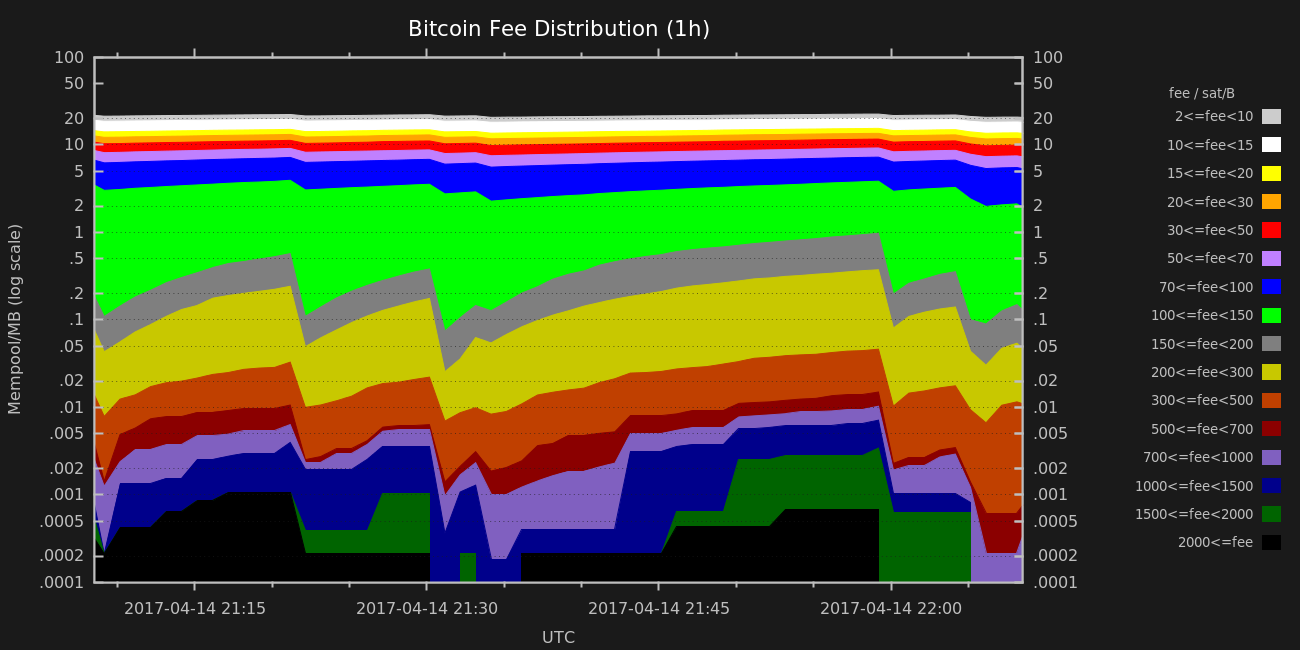 Bitcoin Fee Distribution (1h)
Mempool/MB (log scale)
100
50
20
10
5
2
1
.5
.2
.1
.05
.02
.01
.005
.002
.001
.0005
.0002
.0001
100
50
20
10
5
2
1
.5
.2
.1
.05
.02
.01
.005
.002
.001
.0005
.0002
.0001
2017-04-14 21:15 2017-04-14 21:30 2017-04-14 21:45 2017-04-14 22:00
UTC
fee / sat/B
2<=fee<10
10<=fee<15
15<=fee<20
20<=fee<30
30<=fee<50
50<=fee<70
70<=fee<100
100<=fee<150
150<=fee<200
200<=fee<300
300<=fee<500
500<=fee<700
700<=fee<1000
1000<=fee<1500
1500<=fee<2000
2000<=fee